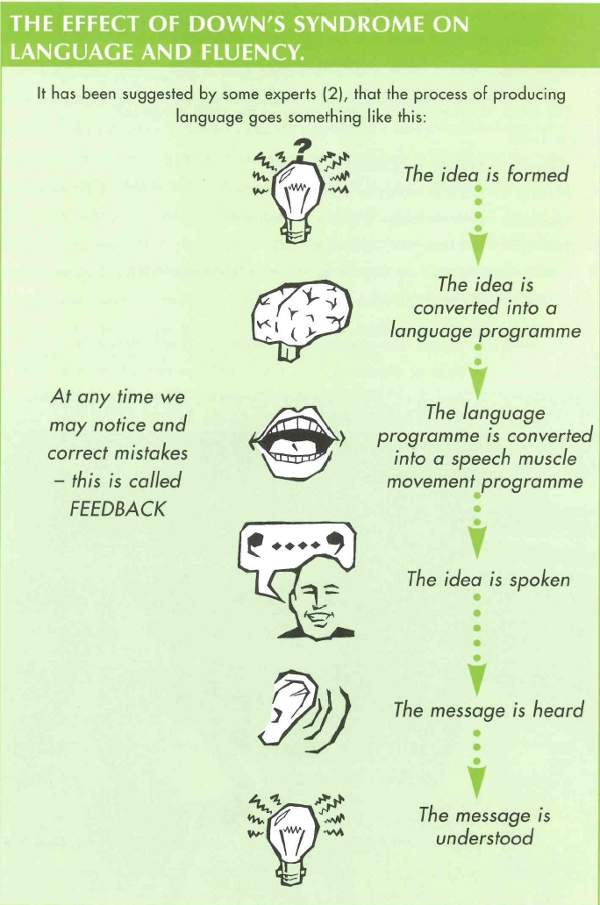 THE EFFECT OF DOWN'S SYNDROME ON
LANGUAGE AND FLUENCY.
It has been suggested by some experts (2), that the process of producing
language goes something like this:
?
The idea is formed
The idea is
converted into a
language programme
At any time we
may notice and
correct mistakes
– this is called
FEEDBACK
The language
programme is converted
into a speech muscle
movement programme
The idea is spoken
The message is heard
The message is
understood